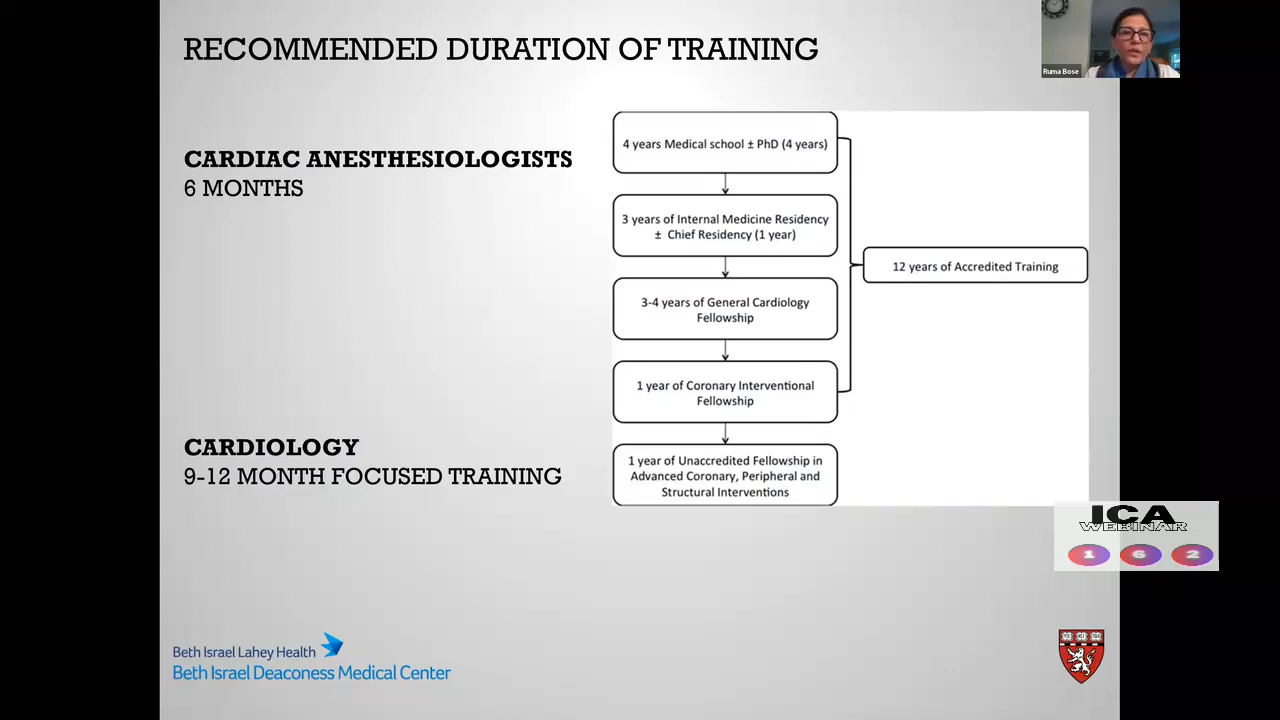 RECOMMENDED DURATION OF TRAINING
Ruma Bose
CARDIAC ANESTHESIOLOGISTS
6 MONTHS
CARDIOLOGY
9-12 MONTH FOCUSED TRAINING
4 years Medical school ± PhD (4 years)
3 years of Internal Medicine Residency
± Chief Residency (1 year)
3-4 years of General Cardiology
Fellowship
1 year of Coronary Interventional
Fellowship
1 year of Unaccredited Fellowship in
Advanced Coronary, Peripheral and
Structural Interventions
12 years of Accredited Training
ICA
WEBINAR
1 6 2
Beth Israel Lahey Health
Beth Israel Deaconess Medical Center